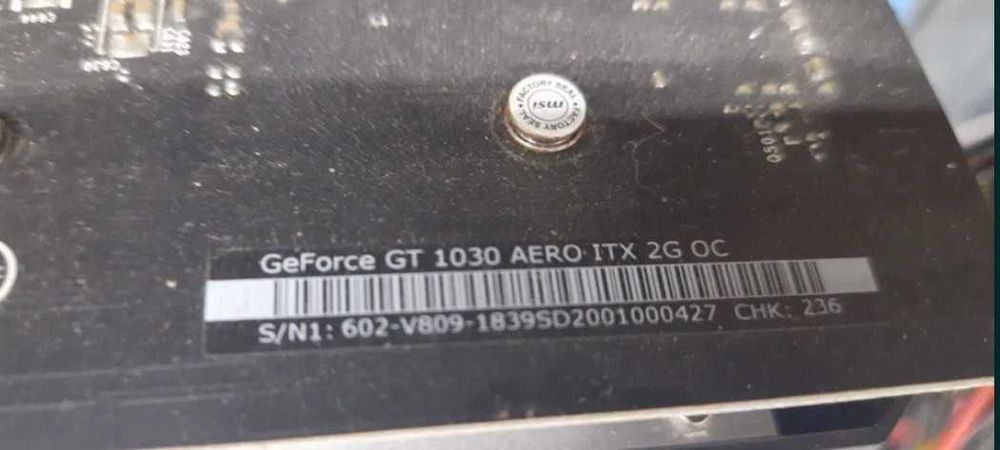 FACTORY SEAL • FACTORY SEAL •
msi
GeForce GT 1030 AERO ITX 2G OC
S/N1: 602-V809-1839SD2001000427 CHK: 236